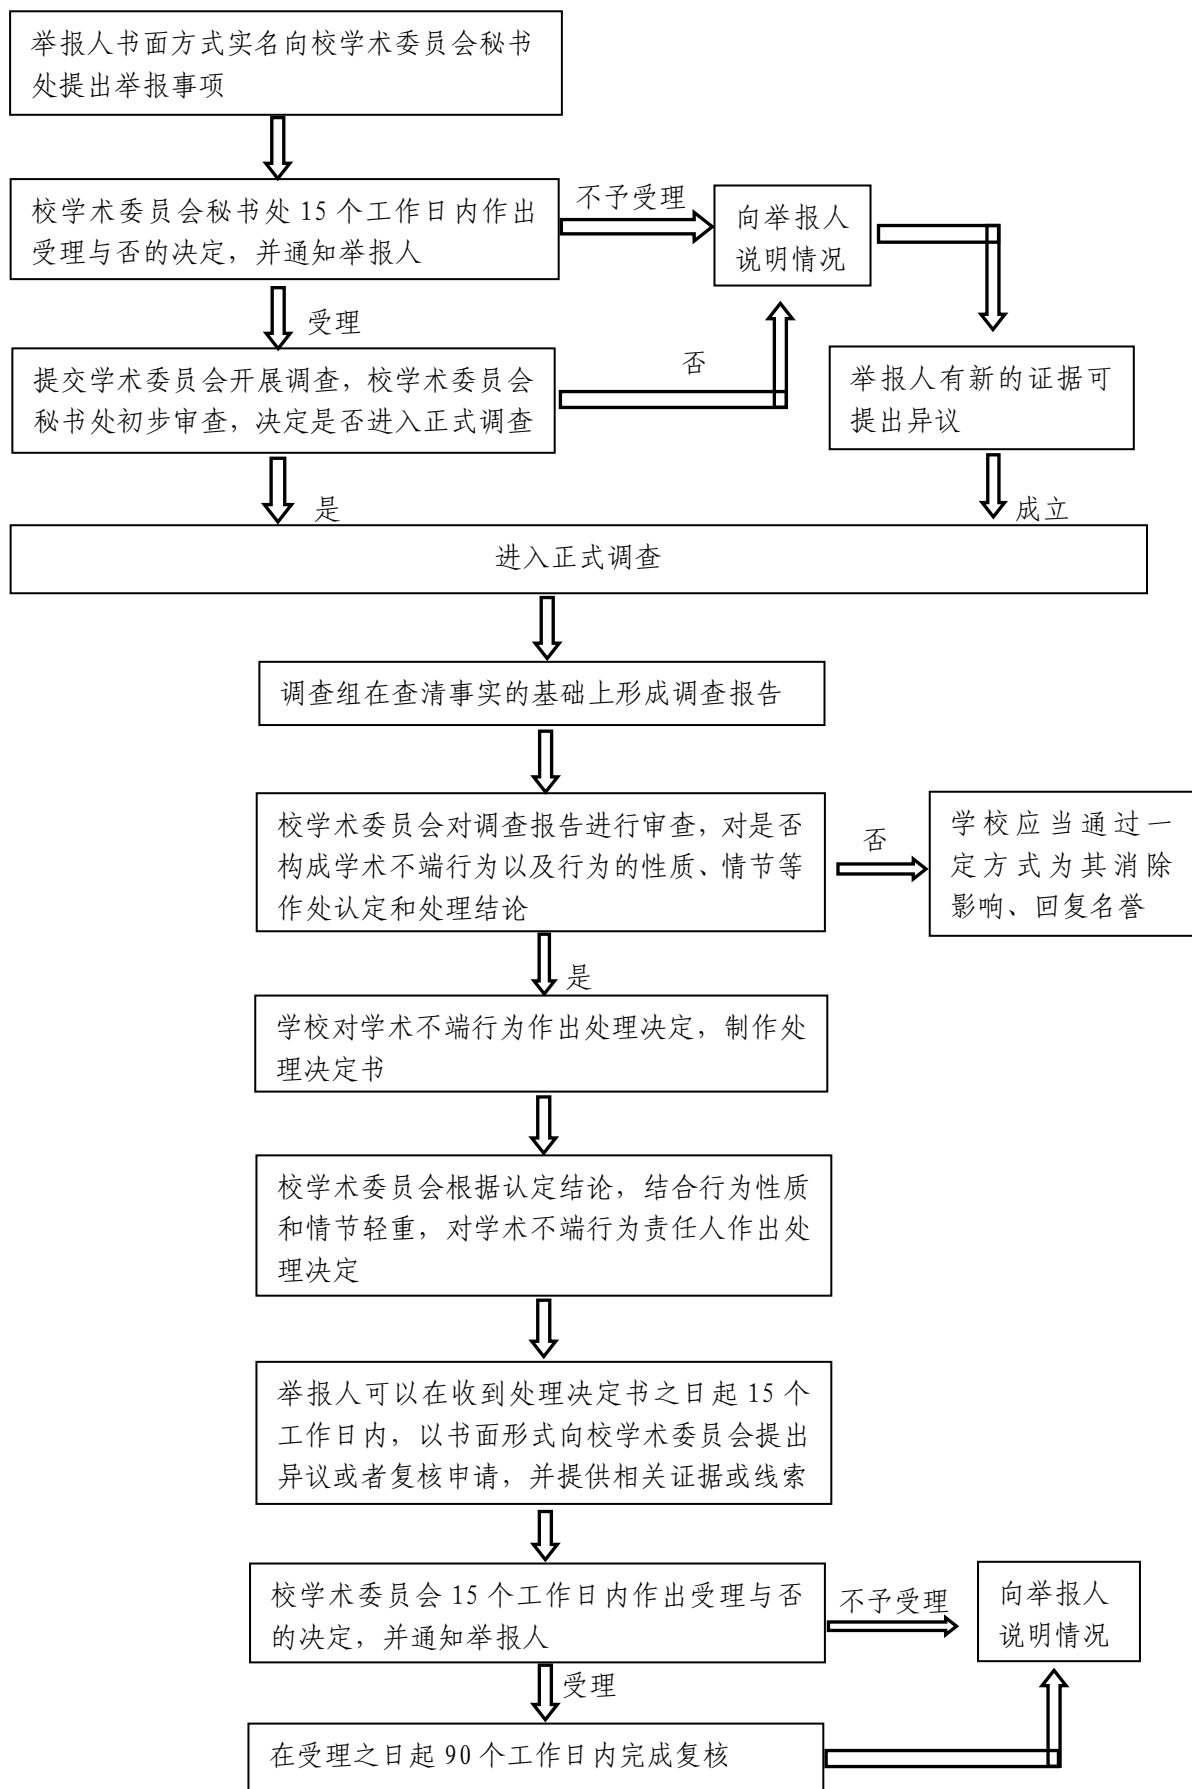 举报人书面方式实名向校学术委员会秘书
处提出举报事项
校学术委员会秘书处 15 个工作日内作出
受理与否的决定，并通知举报人
不予受理
向举报人
说明情况
受理
提交学术委员会开展调查，校学术委员会
秘书处初步审查，决定是否进入正式调查
否
举报人有新的证据可
提出异议
是
成立
进入正式调查
调查组在查清事实的基础上形成调查报告
校学术委员会对调查报告进行审查，对是否
构成学术不端行为以及行为的性质、情节等
作处认定和处理结论
否
学校应当通过一
定方式为其消除
影响、回复名誉
是
学校对学术不端行为作出处理决定，制作处
理决定书
校学术委员会根据认定结论，结合行为性质
和情节轻重，对学术不端行为责任人作出处
理决定
举报人可以在收到处理决定书之日起 15 个
工作日内，以书面形式向校学术委员会提出
异议或者复核申请，并提供相关证据或线索
校学术委员会 15 个工作日内作出受理与否
的决定，并通知举报人
不予受理
向举报人
说明情况
受理
在受理之日起 90 个工作日内完成复核